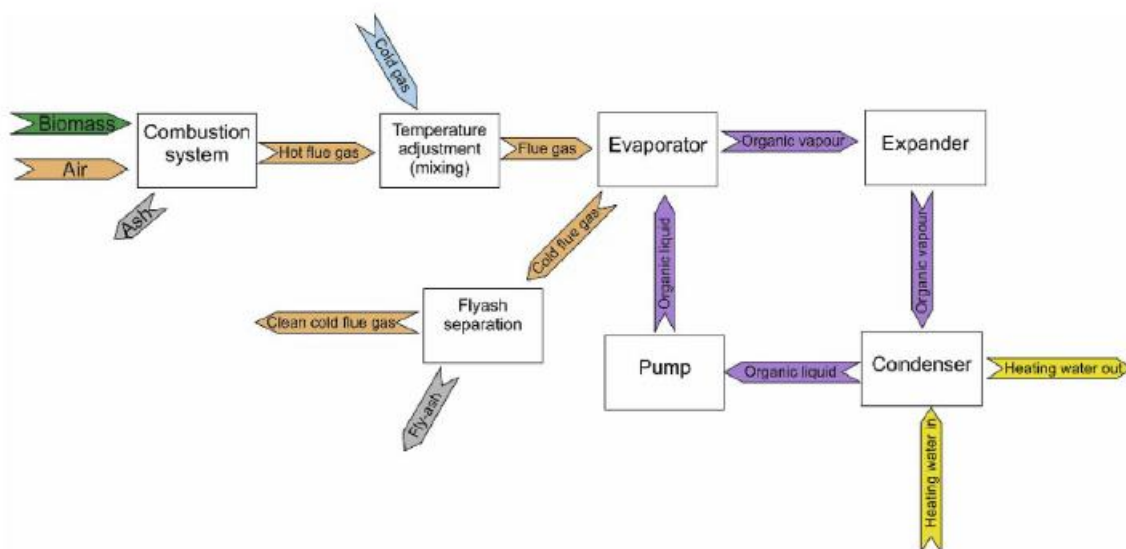 Cold gas
Biomass
Air
Ash
Combustion
system
Hot flue gas
Temperature
adjustment
(mixing)
Flue gas
Evaporator
Organic vapour
Expander
Cold flue gas
Organic liquid
Organic vapour
Clean cold flue gas
Flyash
separation
Fly-ash
Pump
Organic liquid
Condenser
Heating water out
Heating water in